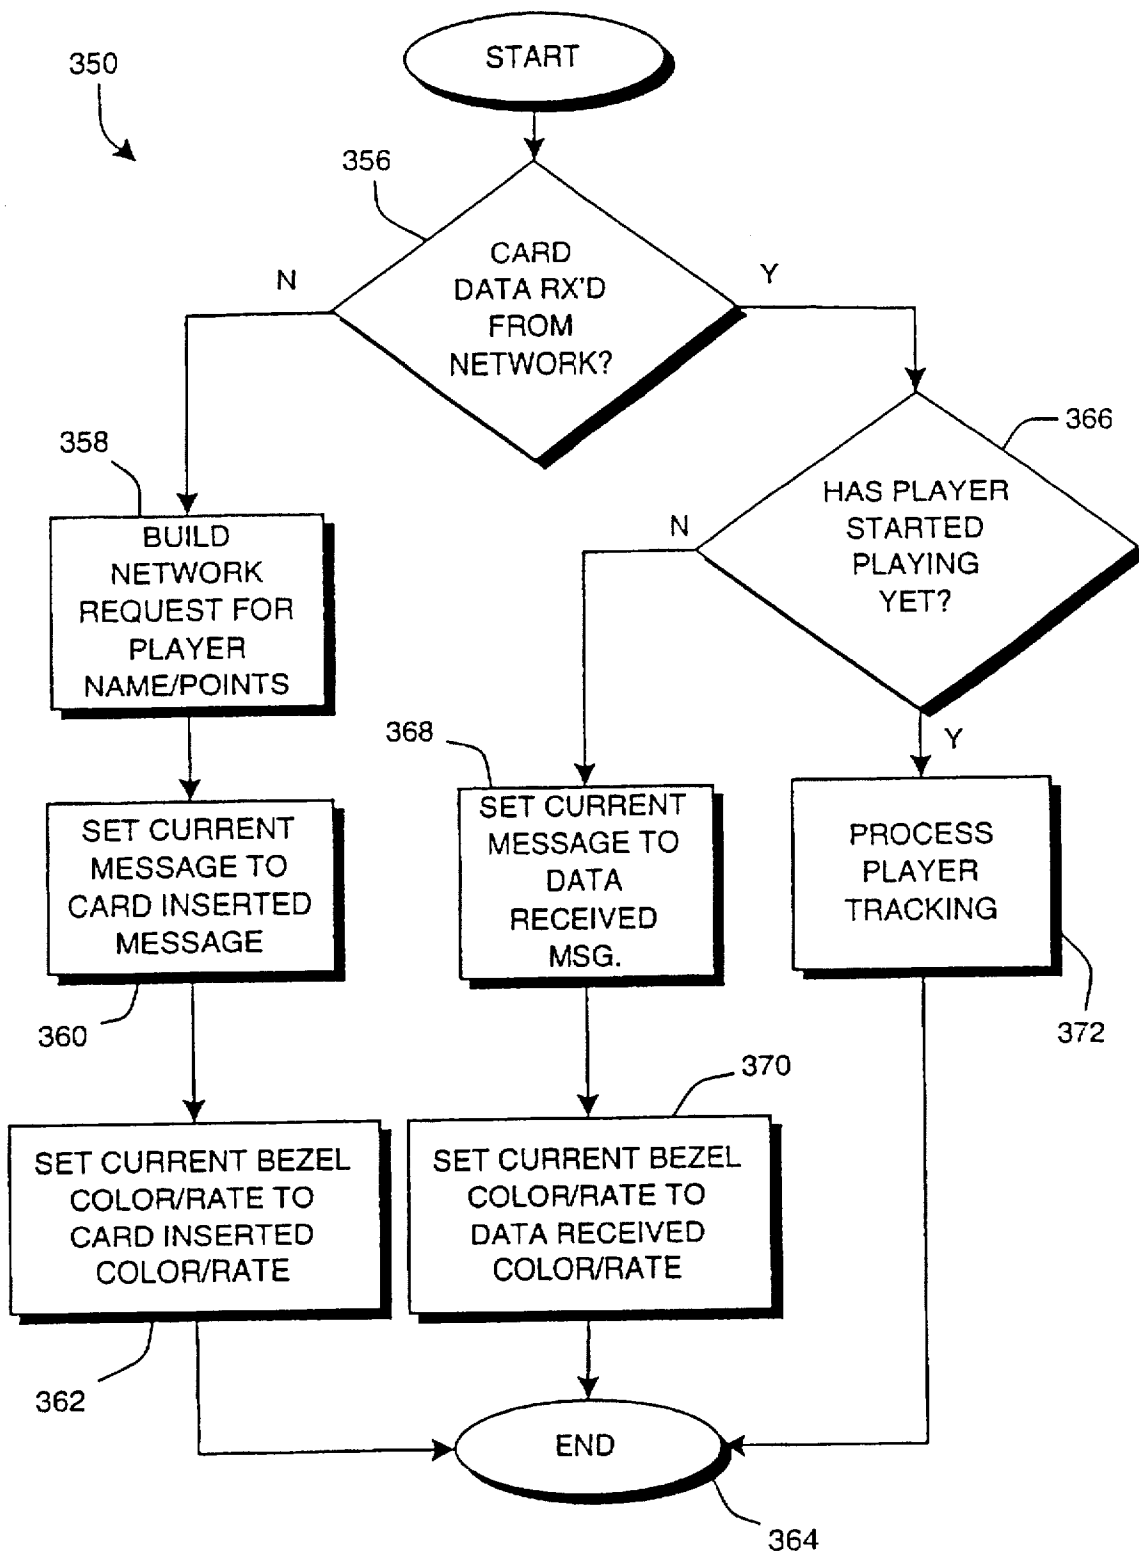 START
350
356
CARD
DATA RX'D
FROM
NETWORK?
N
Y
366
HAS PLAYER
STARTED
PLAYING
YET?
N
Y
358
BUILD
NETWORK
REQUEST FOR
PLAYER
NAME/POINTS
368
SET CURRENT
MESSAGE TO
DATA
RECEIVED
MSG.
PROCESS
PLAYER
TRACKING
372
SET CURRENT
MESSAGE TO
CARD INSERTED
MESSAGE
360
370
SET CURRENT BEZEL
COLOR/RATE TO
CARD INSERTED
COLOR/RATE
362
SET CURRENT BEZEL
COLOR/RATE TO
DATA RECEIVED
COLOR/RATE
END
364